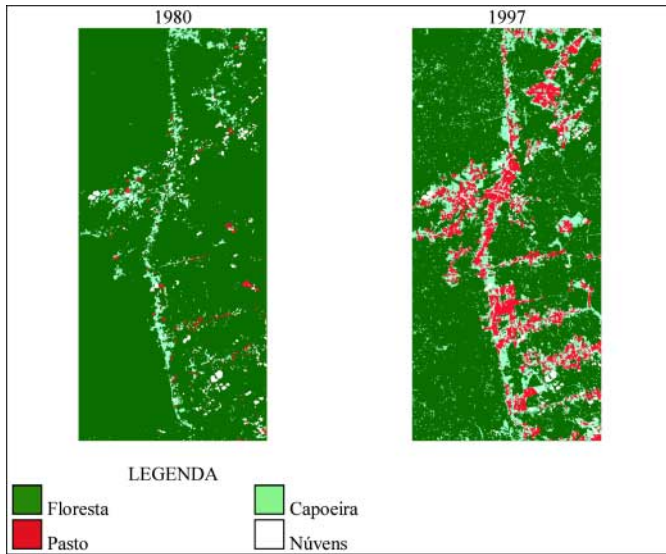 1980
1997
LEGENDA
Floresta
Capoeira
Pasto
Núvens